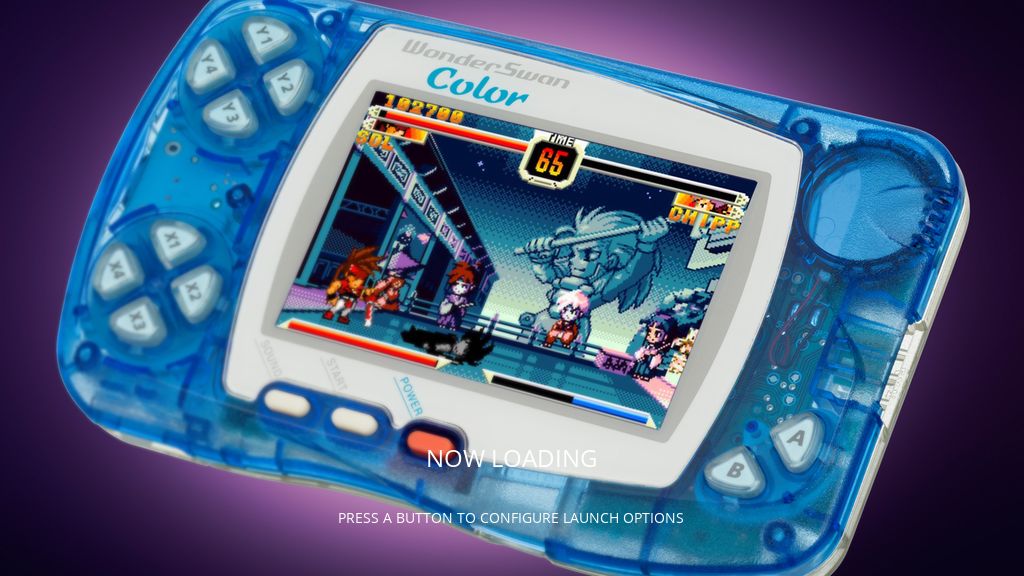 Y1
Y4
Y2
Y3
WonderSwan
Color
102700
TIME
65
SOL
CHIPP
X1
X4
X2
X3
SOUND
START
POWER
A
B
NOW LOADING
PRESS A BUTTON TO CONFIGURE LAUNCH OPTIONS